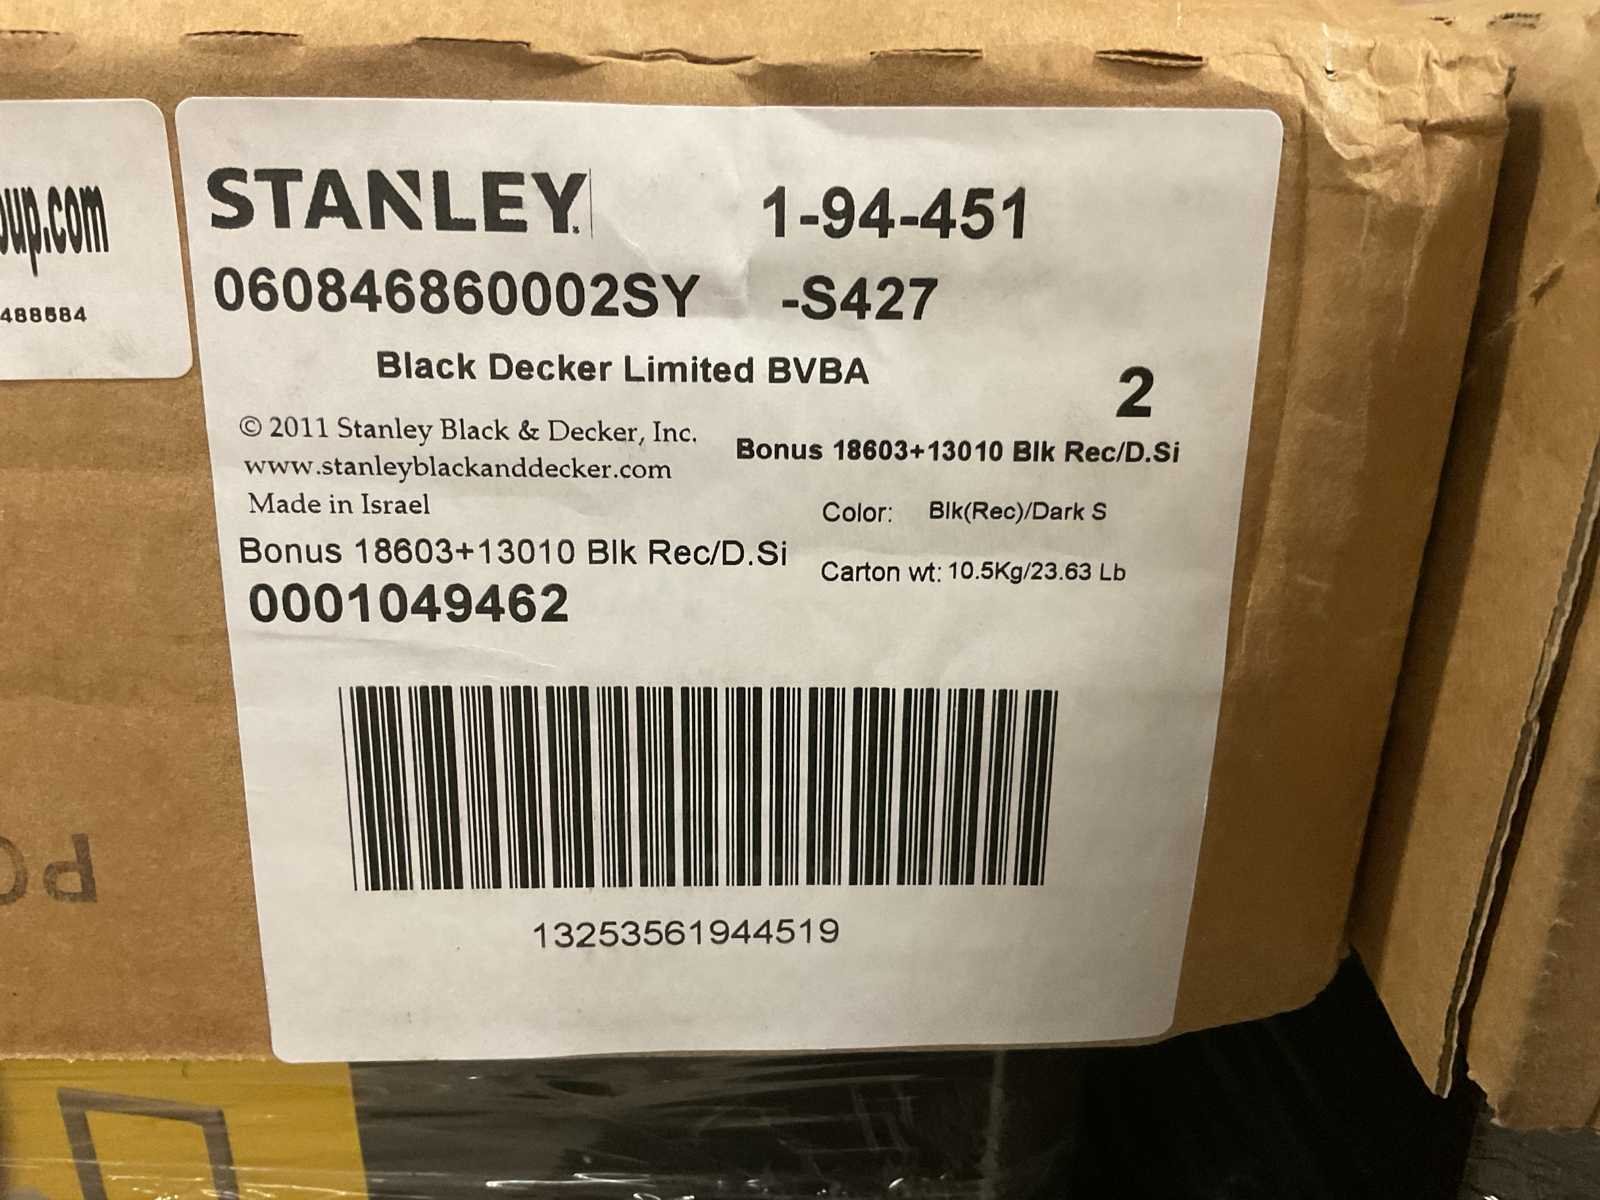 oup.com
488684
STANLEY
1-94-451
060846860002SY -S427
Black Decker Limited BVBA
2
© 2011 Stanley Black & Decker, Inc.
www.stanleyblackanddecker.com
Made in Israel
Bonus 18603+13010 Blk Rec/D.Si
Color: Blk(Rec)/Dark S
Carton wt: 10.5Kg/23.63 Lb
Bonus 18603+13010 Blk Rec/D.Si
0001049462
13253561944519